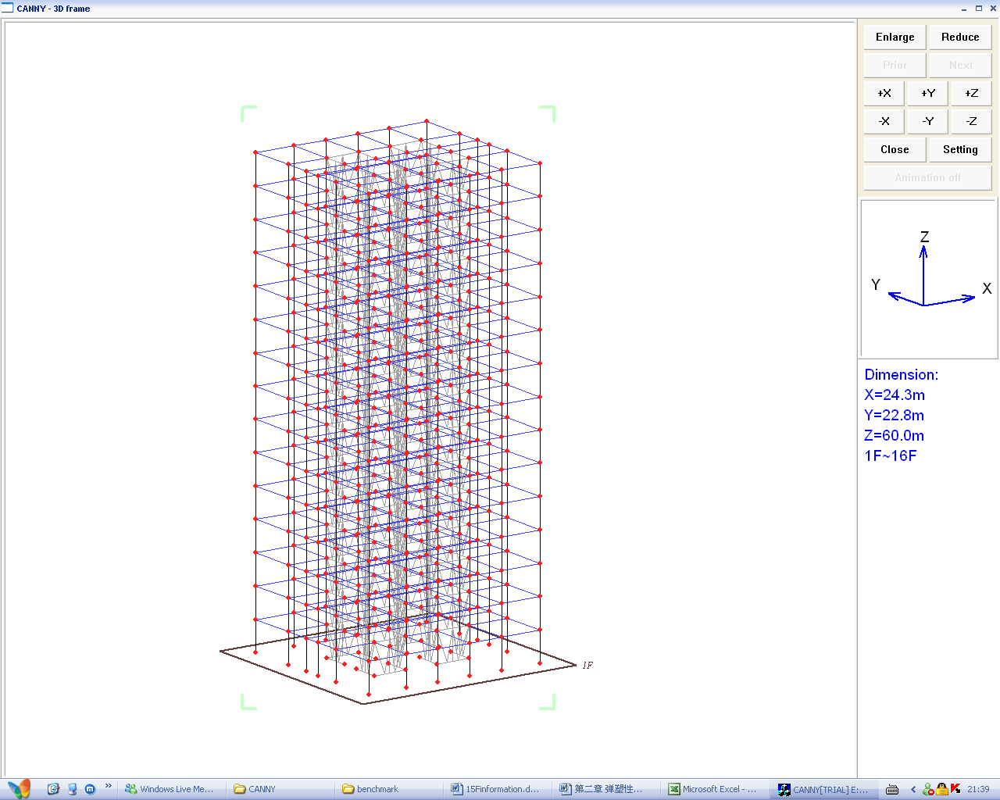 CANNY - 3D frame
Enlarge Reduce
Prior Next
+X +Y +Z
-X -Y -Z
Close Setting
Animation off
Z
Y
X
Dimension:
X=24.3m
Y=22.8m
Z=60.0m
1F~16F
1F
Windows Live Me... CANNY benchmark 15Finformation.d... 第二章 弹塑性... Microsoft Excel - ... CANNY[TRIAL] E:... 21:39